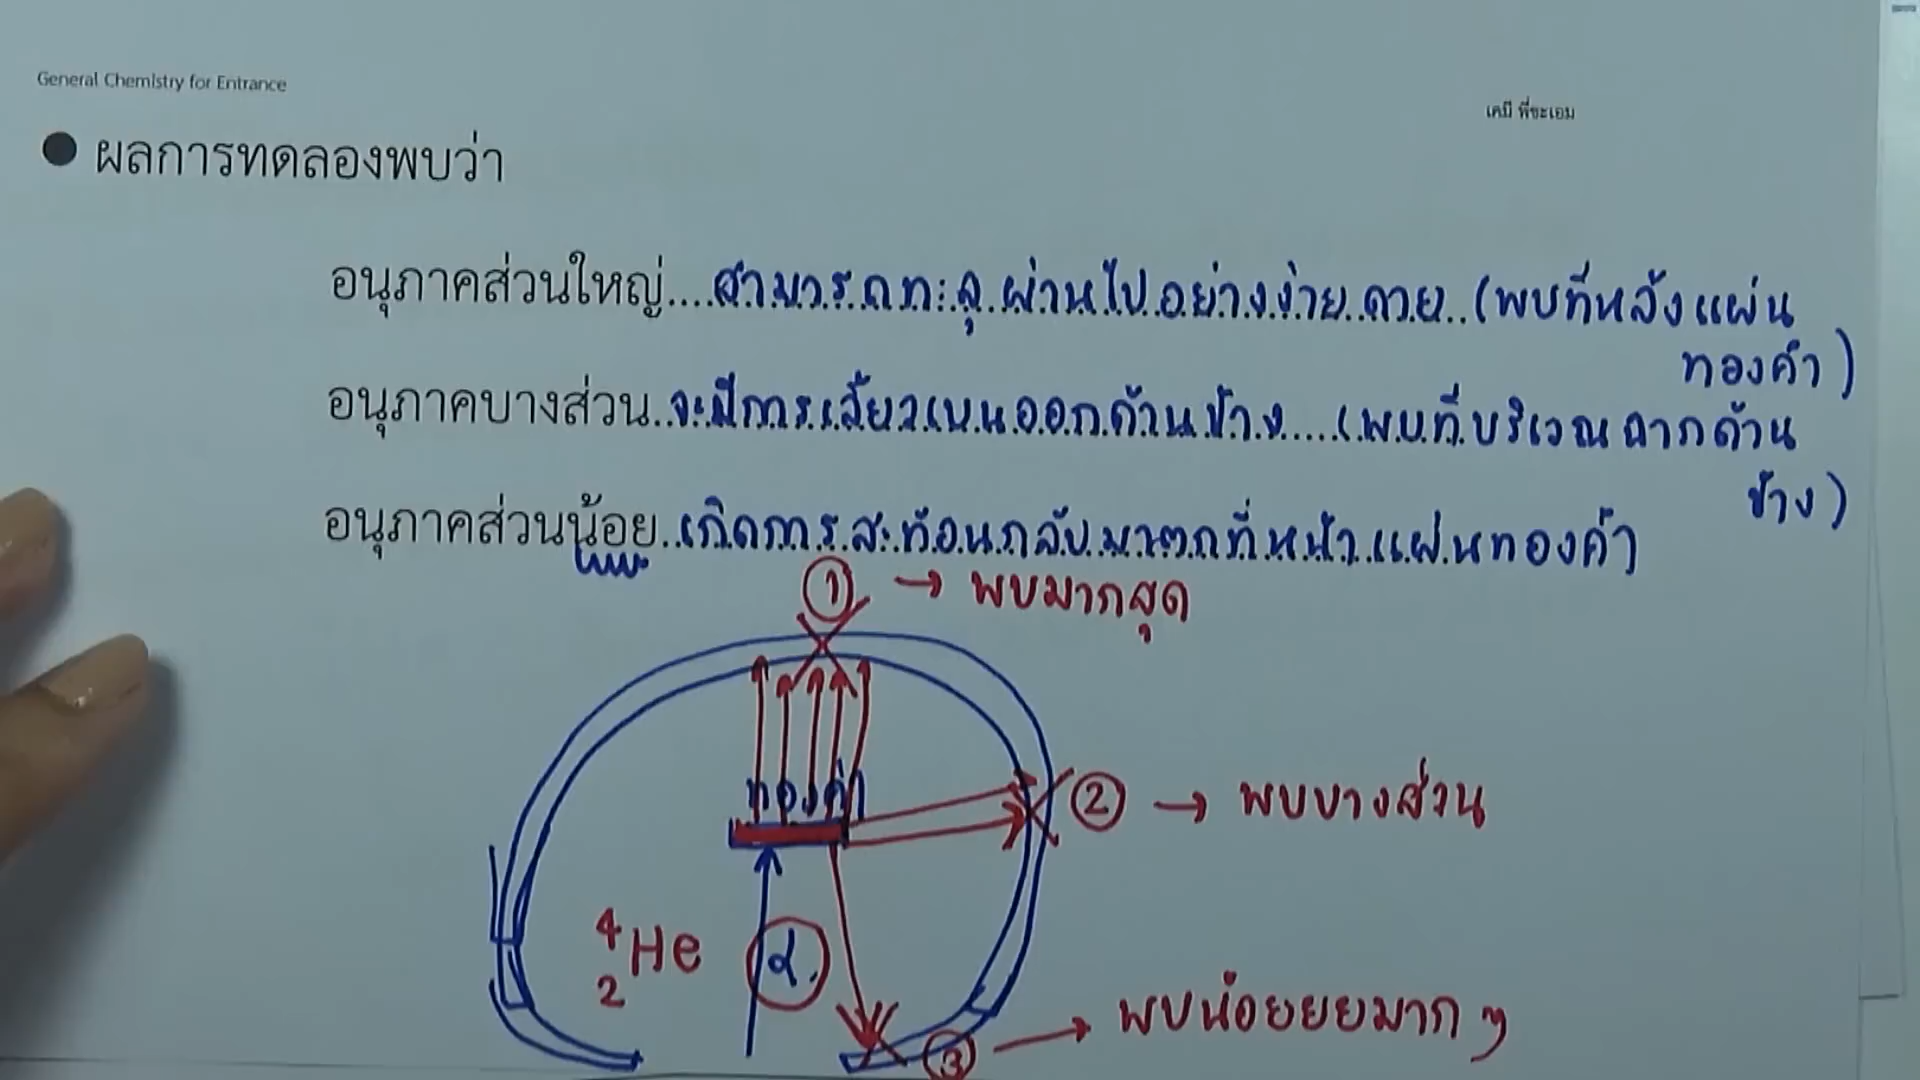 General Chemistry for Entrance
เคมี พี่ชะเอม
● ผลการทดลองพบว่า
อนุภาคส่วนใหญ่....สามารถทะลุผ่านไปอย่างง่ายดาย..(พบที่หลังแผ่น
ทองคำ)
อนุภาคบางส่วน..จะมีการเลี้ยวเบนออกด้านข้าง.....(พบที่บริเวณฉากด้าน
ข้าง)
อนุภาคส่วนน้อย..เกิดการสะท้อนกลับมาตกที่หน้าแผ่นทองคำ
① → พบมากสุด
ทองคำ
② → พบบางส่วน
⁴₂He
α
③ → พบน้อยยยมาก ๆ